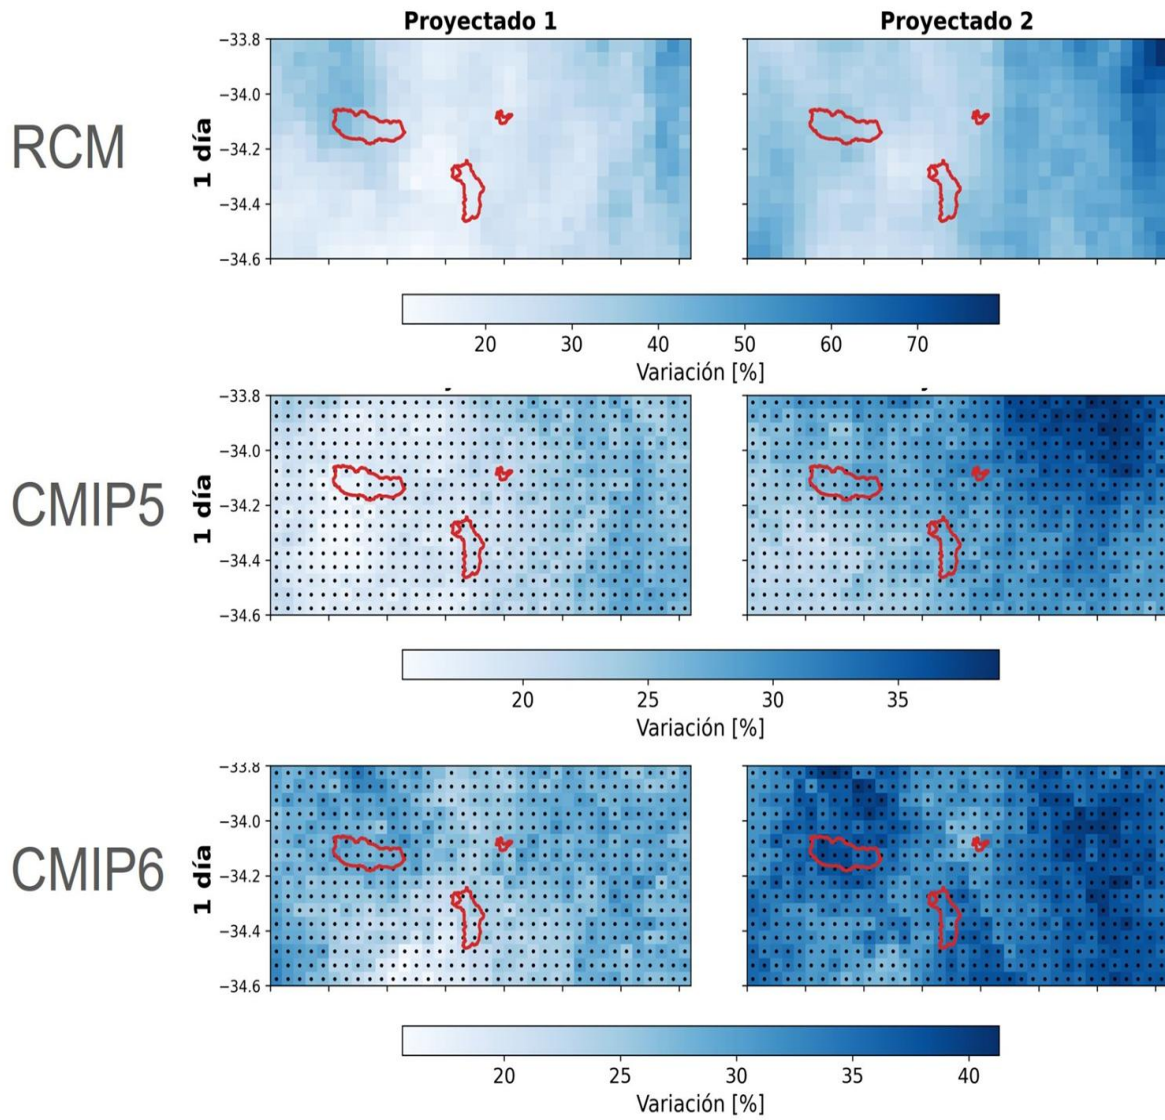 Proyectado 1 Proyectado 2
RCM
1 día
−33.8
−34.0
−34.2
−34.4
−34.6
20 30 40 50 60 70
Variación [%]
CMIP5
1 día
−33.8
−34.0
−34.2
−34.4
−34.6
20 25 30 35
Variación [%]
CMIP6
1 día
−33.8
−34.0
−34.2
−34.4
−34.6
20 25 30 35 40
Variación [%]